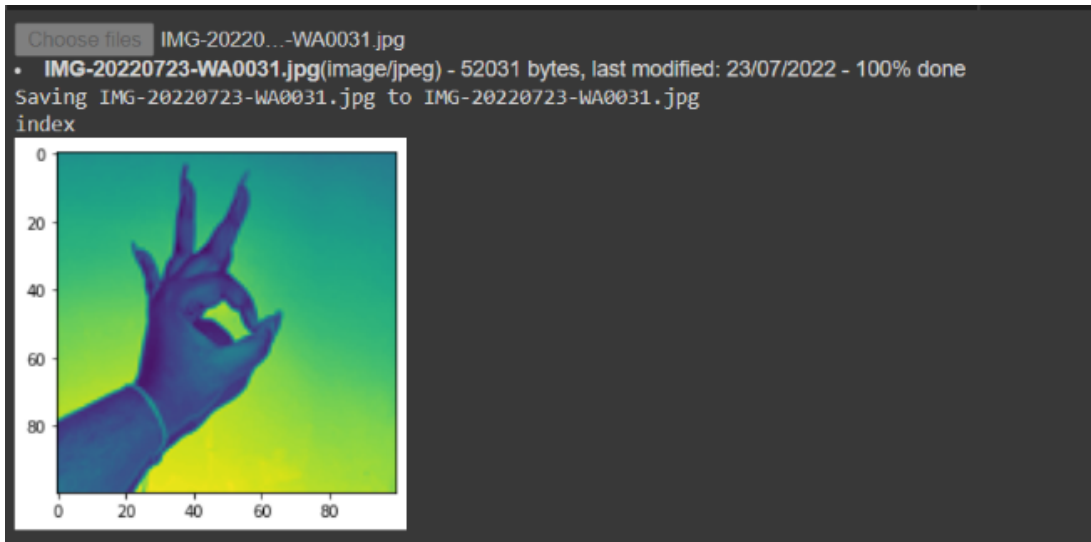 Choose files IMG-20220...-WA0031.jpg
• IMG-20220723-WA0031.jpg(image/jpeg) - 52031 bytes, last modified: 23/07/2022 - 100% done
Saving IMG-20220723-WA0031.jpg to IMG-20220723-WA0031.jpg
index
0
20
40
60
80
0 20 40 60 80